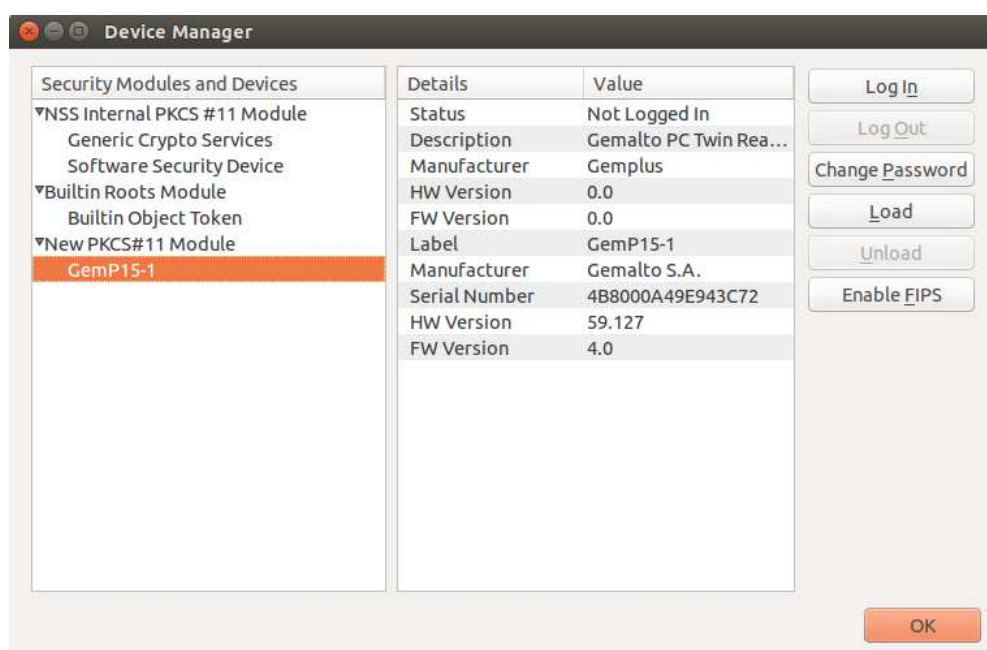 Device Manager
Security Modules and Devices
NSS Internal PKCS #11 Module
Generic Crypto Services
Software Security Device
Builtin Roots Module
Builtin Object Token
New PKCS#11 Module
GemP15-1
Details Value
Status Not Logged In
Description Gemalto PC Twin Rea...
Manufacturer Gemplus
HW Version 0.0
FW Version 0.0
Label GemP15-1
Manufacturer Gemalto S.A.
Serial Number 4B8000A49E943C72
HW Version 59.127
FW Version 4.0
Log In
Log Out
Change Password
Load
Unload
Enable FIPS
OK